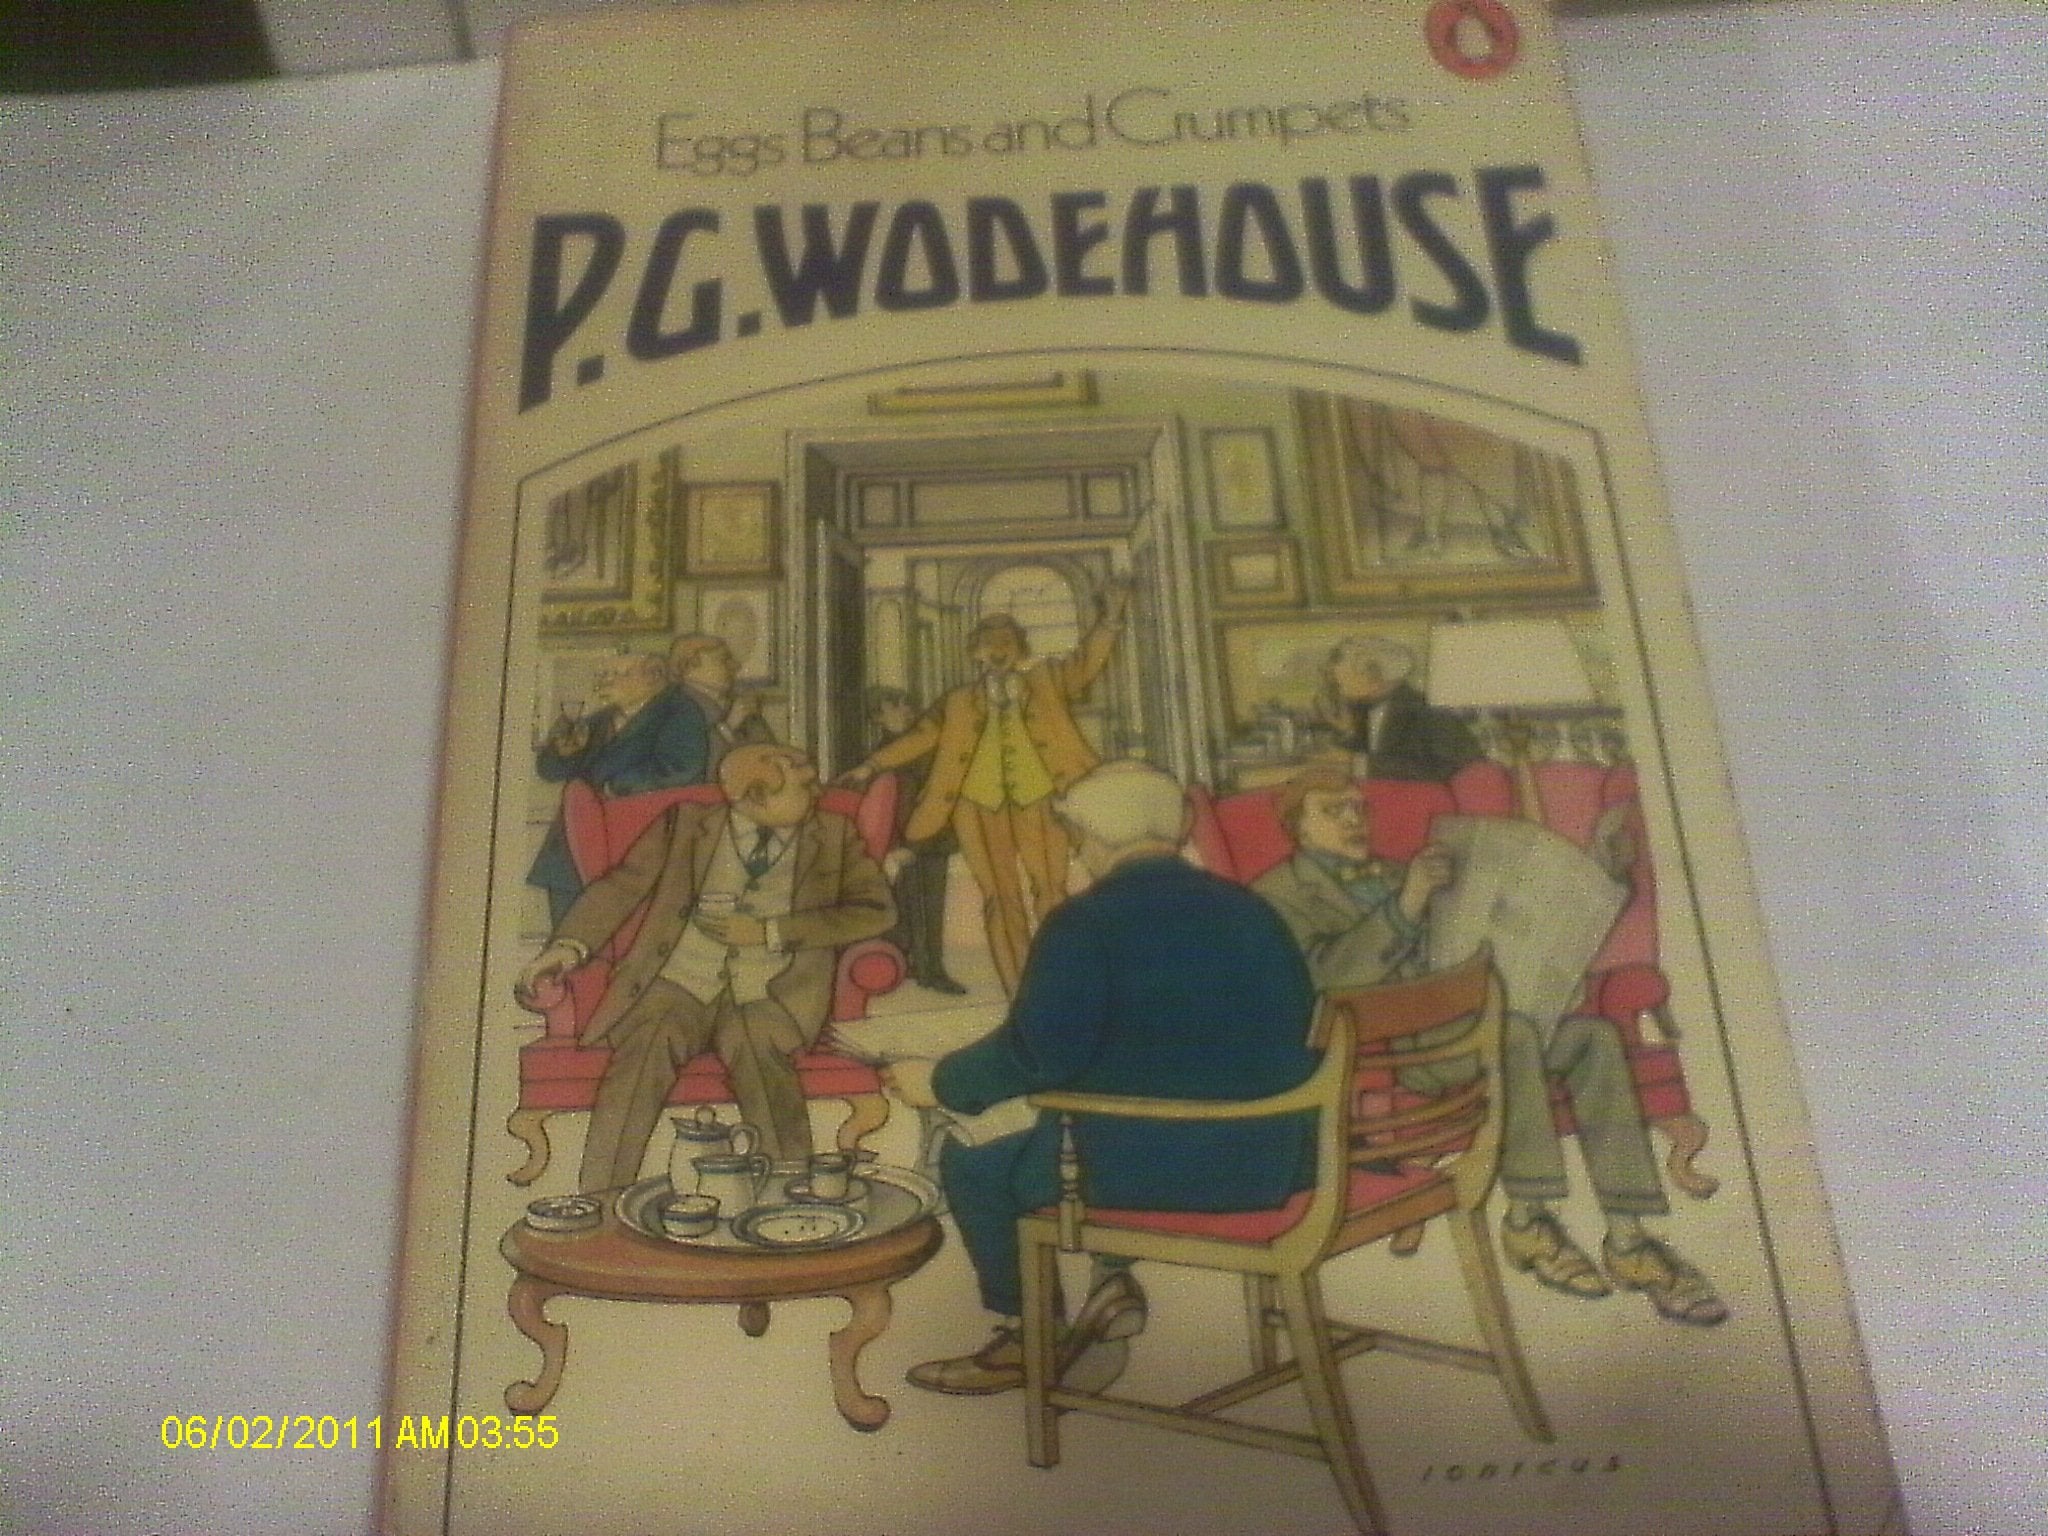 Eggs Beans and Crumpets
P.G.WODEHOUSE
IONICUS
06/02/2011 AM 03:55